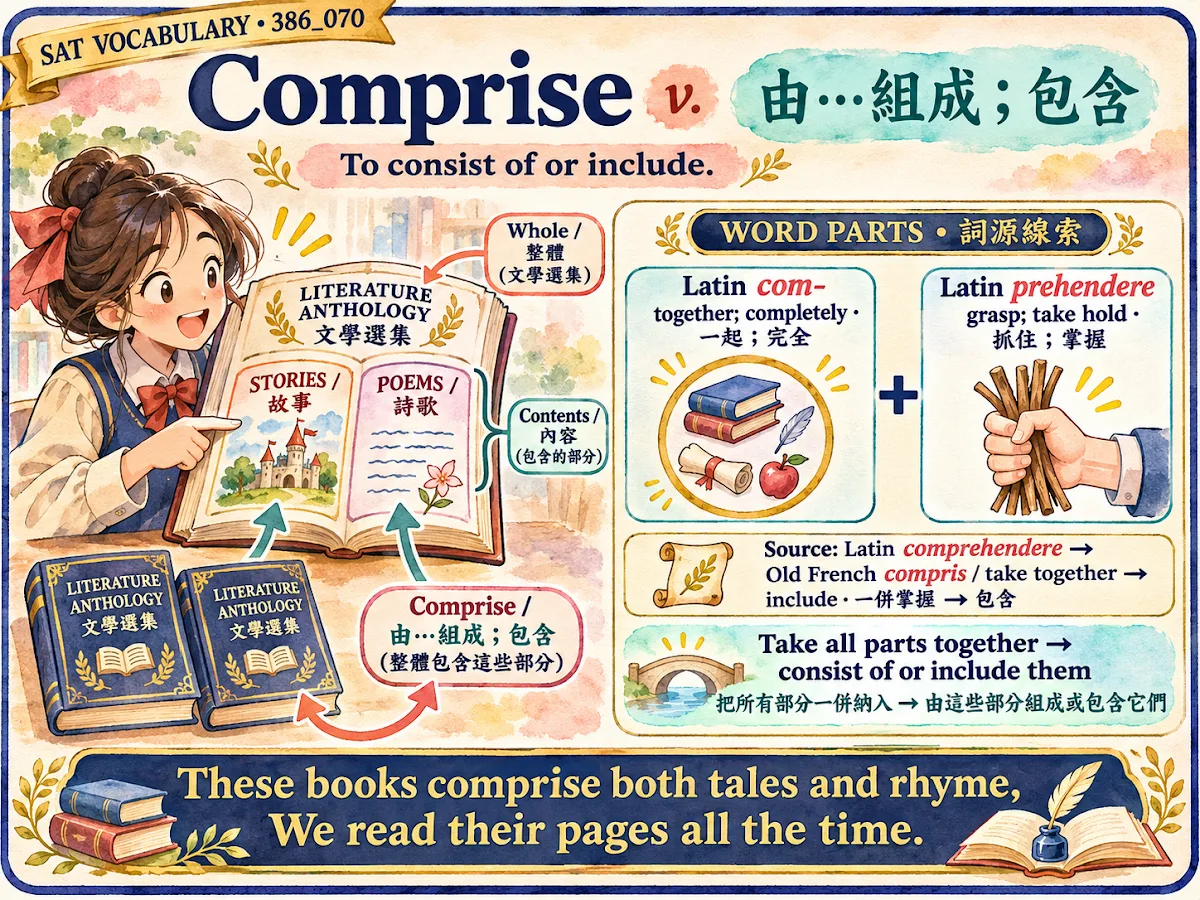 SAT VOCABULARY • 386_070
Comprise v. 由…組成；包含
To consist of or include.
Whole /
整體
(文學選集)
LITERATURE
ANTHOLOGY
文學選集
STORIES /
故事
POEMS /
詩歌
Contents /
內容
(包含的部分)
LITERATURE
ANTHOLOGY
文學選集
LITERATURE
ANTHOLOGY
文學選集
Comprise /
由…組成；包含
(整體包含這些部分)
WORD PARTS • 詞源線索
Latin com-
together; completely ·
一起；完全
+
Latin prehendere
grasp; take hold ·
抓住；掌握
Source: Latin comprehendere →
Old French compris / take together →
include · 一併掌握 → 包含
Take all parts together →
consist of or include them
把所有部分一併納入 → 由這些部分組成或包含它們
These books comprise both tales and rhyme,
We read their pages all the time.